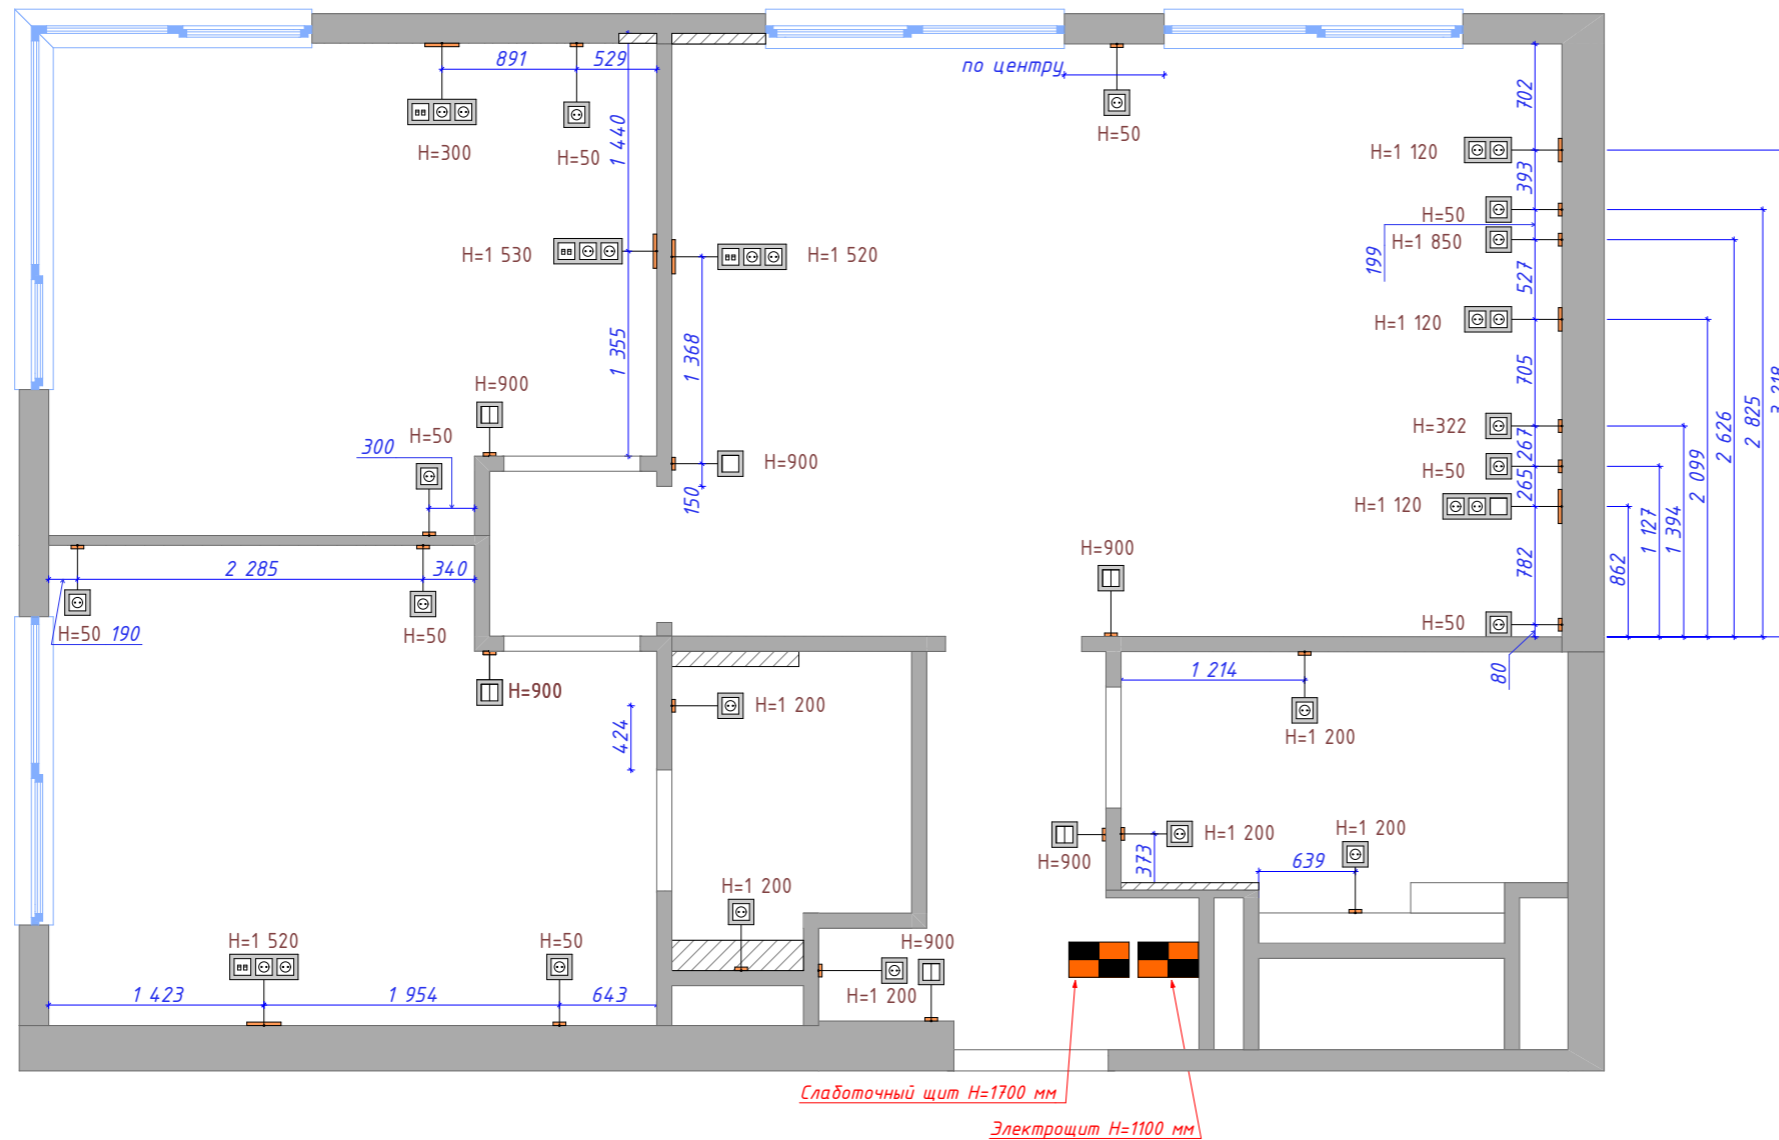 891
529
по центру
702
H=300
H=50
1 440
H=50
H=1 120
393
H=50
H=1 850
199
527
H=1 530
H=1 520
H=1 120
1 355
1 368
705
3 218
2 825
2 626
2 099
1 394
1 127
862
H=900
H=50
300
H=322
267
H=900
H=50
265
150
H=1 120
782
H=900
2 285
340
H=50
190
H=50
H=50
80
H=900
1 214
H=1 200
424
H=1 200
H=1 200
H=1 200
H=900
373
639
H=1 200
H=1 520
H=50
H=900
H=1 200
1 423
1 954
643
Слаботочный щит H=1700 мм
Электрощит H=1100 мм